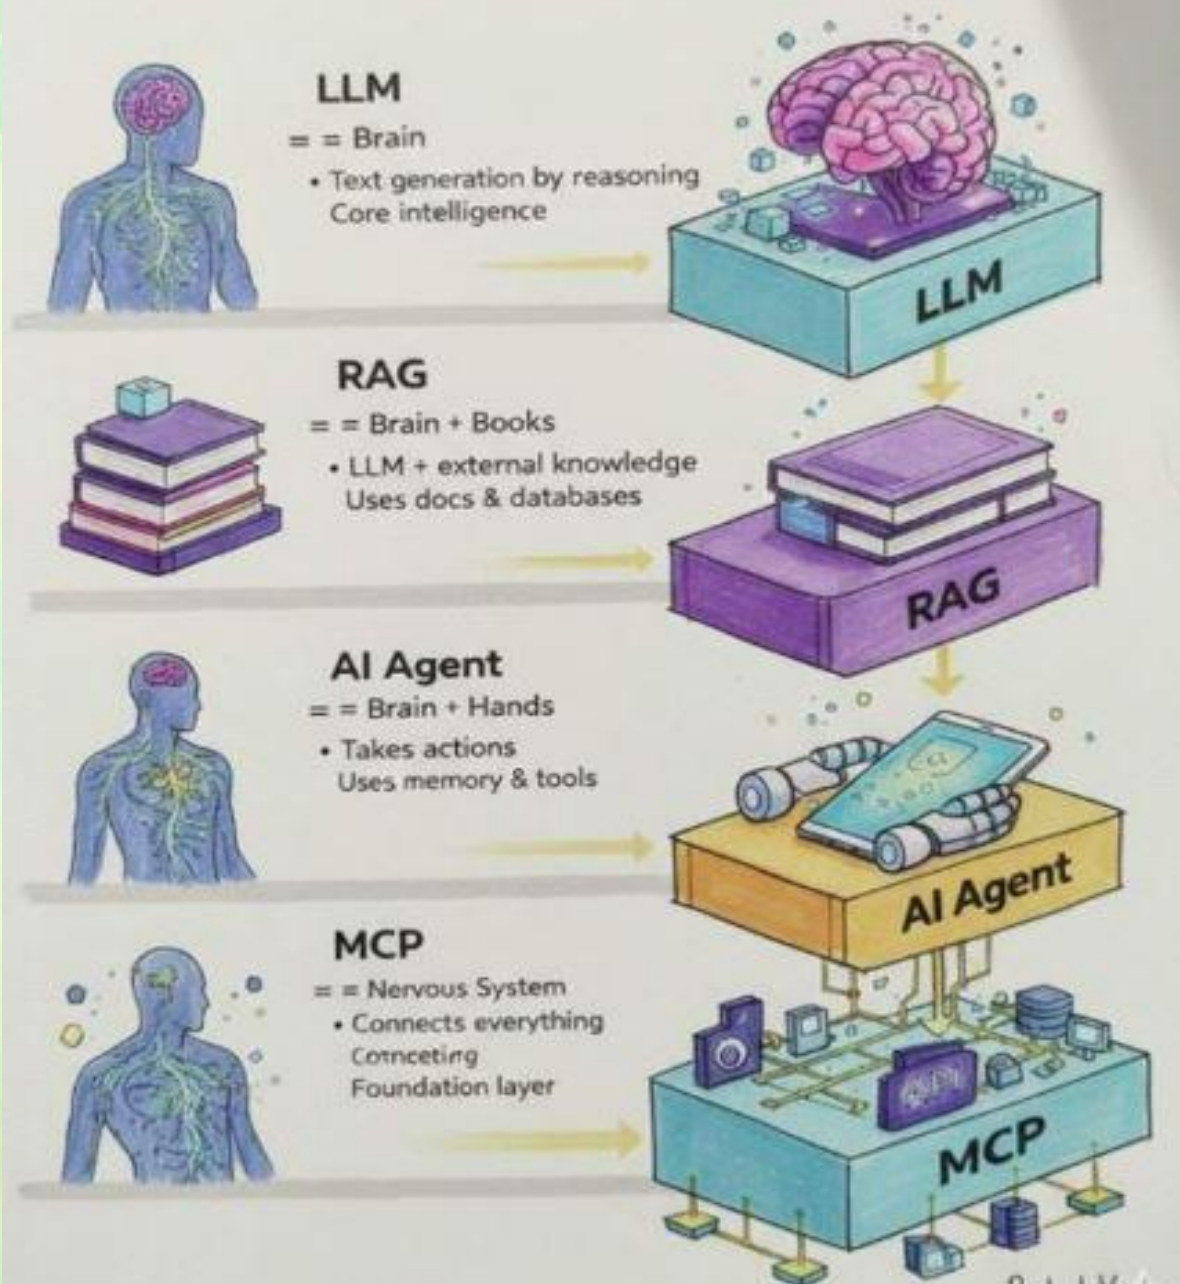 LLM
= = Brain
• Text generation by reasoning
Core intelligence
LLM
RAG
= = Brain + Books
• LLM + external knowledge
Uses docs & databases
RAG
AI Agent
= = Brain + Hands
• Takes actions
Uses memory & tools
AI Agent
MCP
= = Nervous System
• Connects everything
Foundation layer
API
MCP